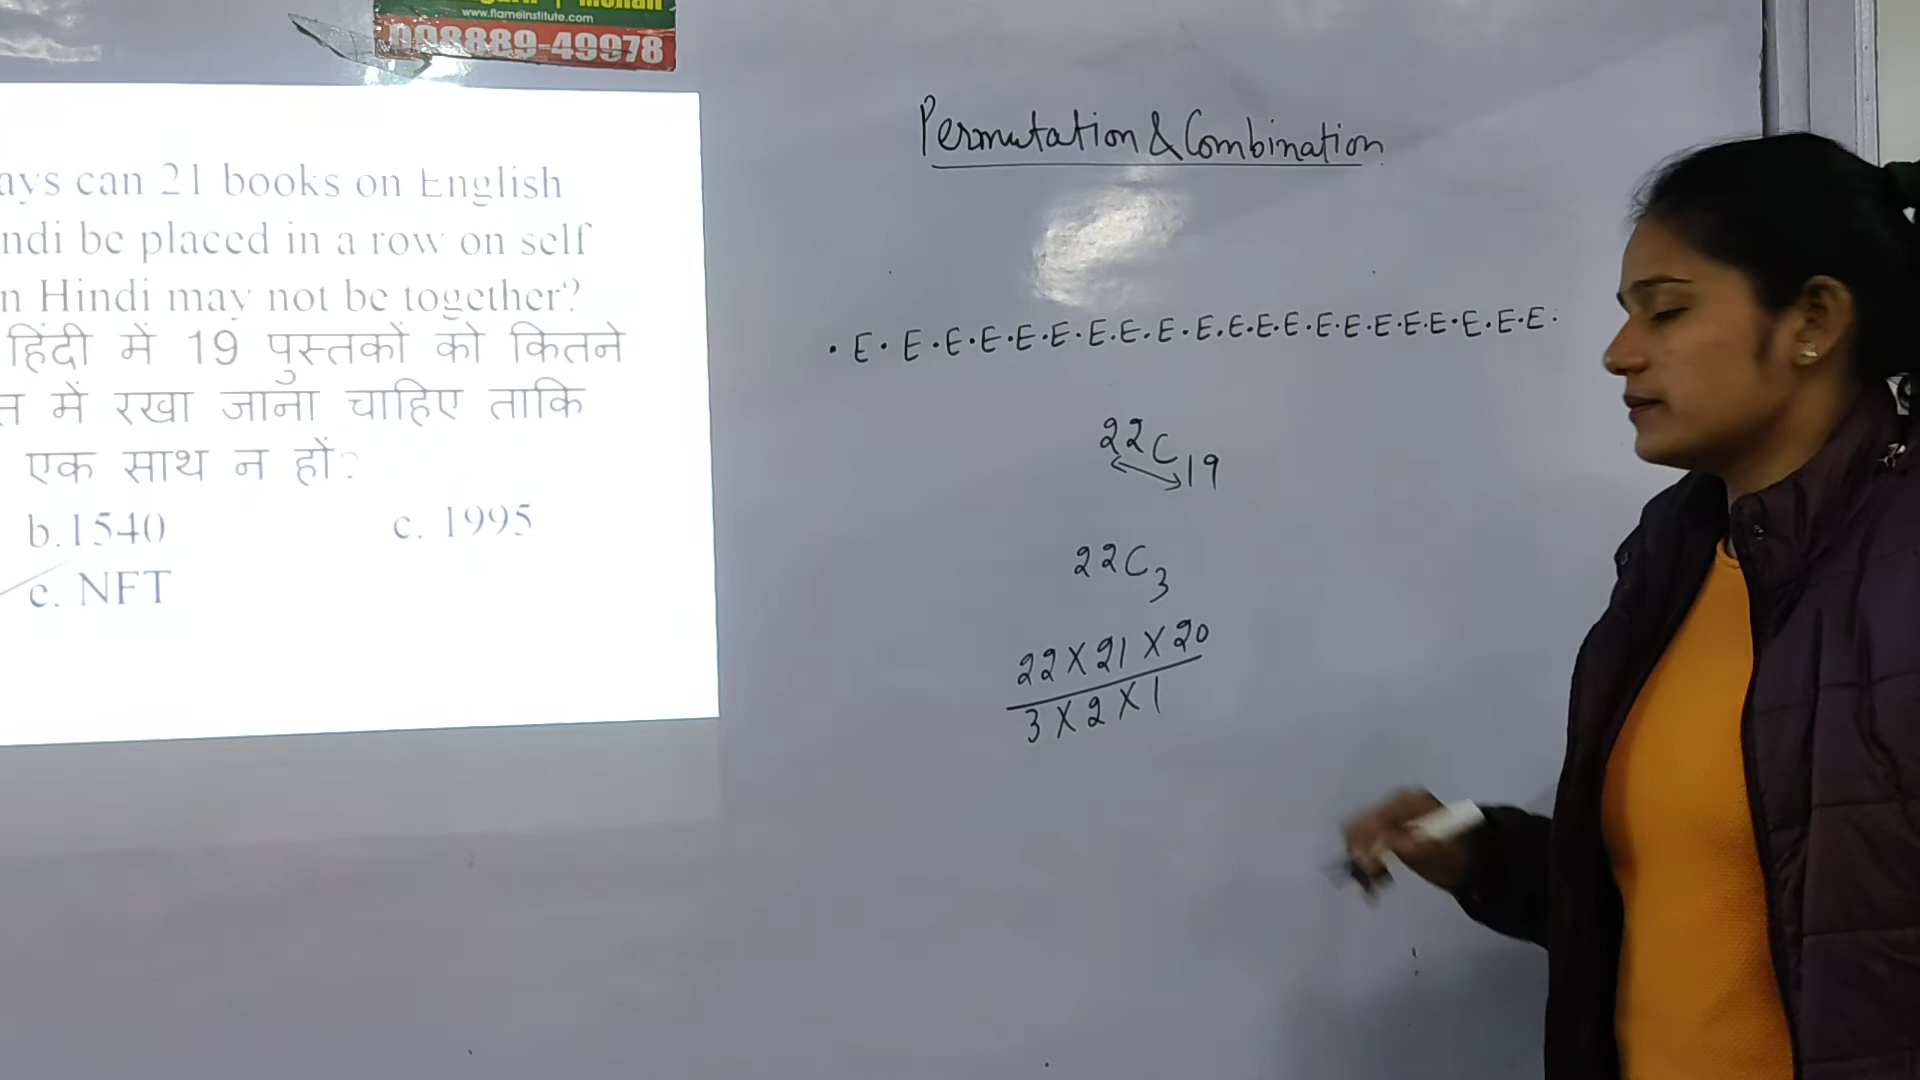 www.flameinstitute.com
98889-49978
Permutation & Combination
ays can 21 books on English
ndi be placed in a row on self
n Hindi may not be together?
हिंदी में 19 पुस्तकों को कितने
में रखा जाना चाहिए ताकि
एक साथ न हों?
b.1540 c. 1995
e. NFT
. E . E . E . E . E . E . E . E . E . E . E . E . E . E . E . E . E . E . E . E . E .
22C19
22C3
22 X 21 X 20
3 X 2 X 1